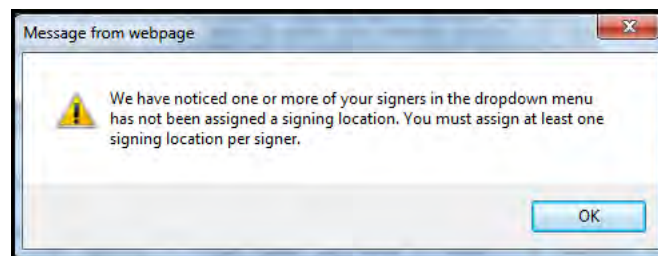 Message from webpage
We have noticed one or more of your signers in the dropdown menu
has not been assigned a signing location. You must assign at least one
signing location per signer.
OK